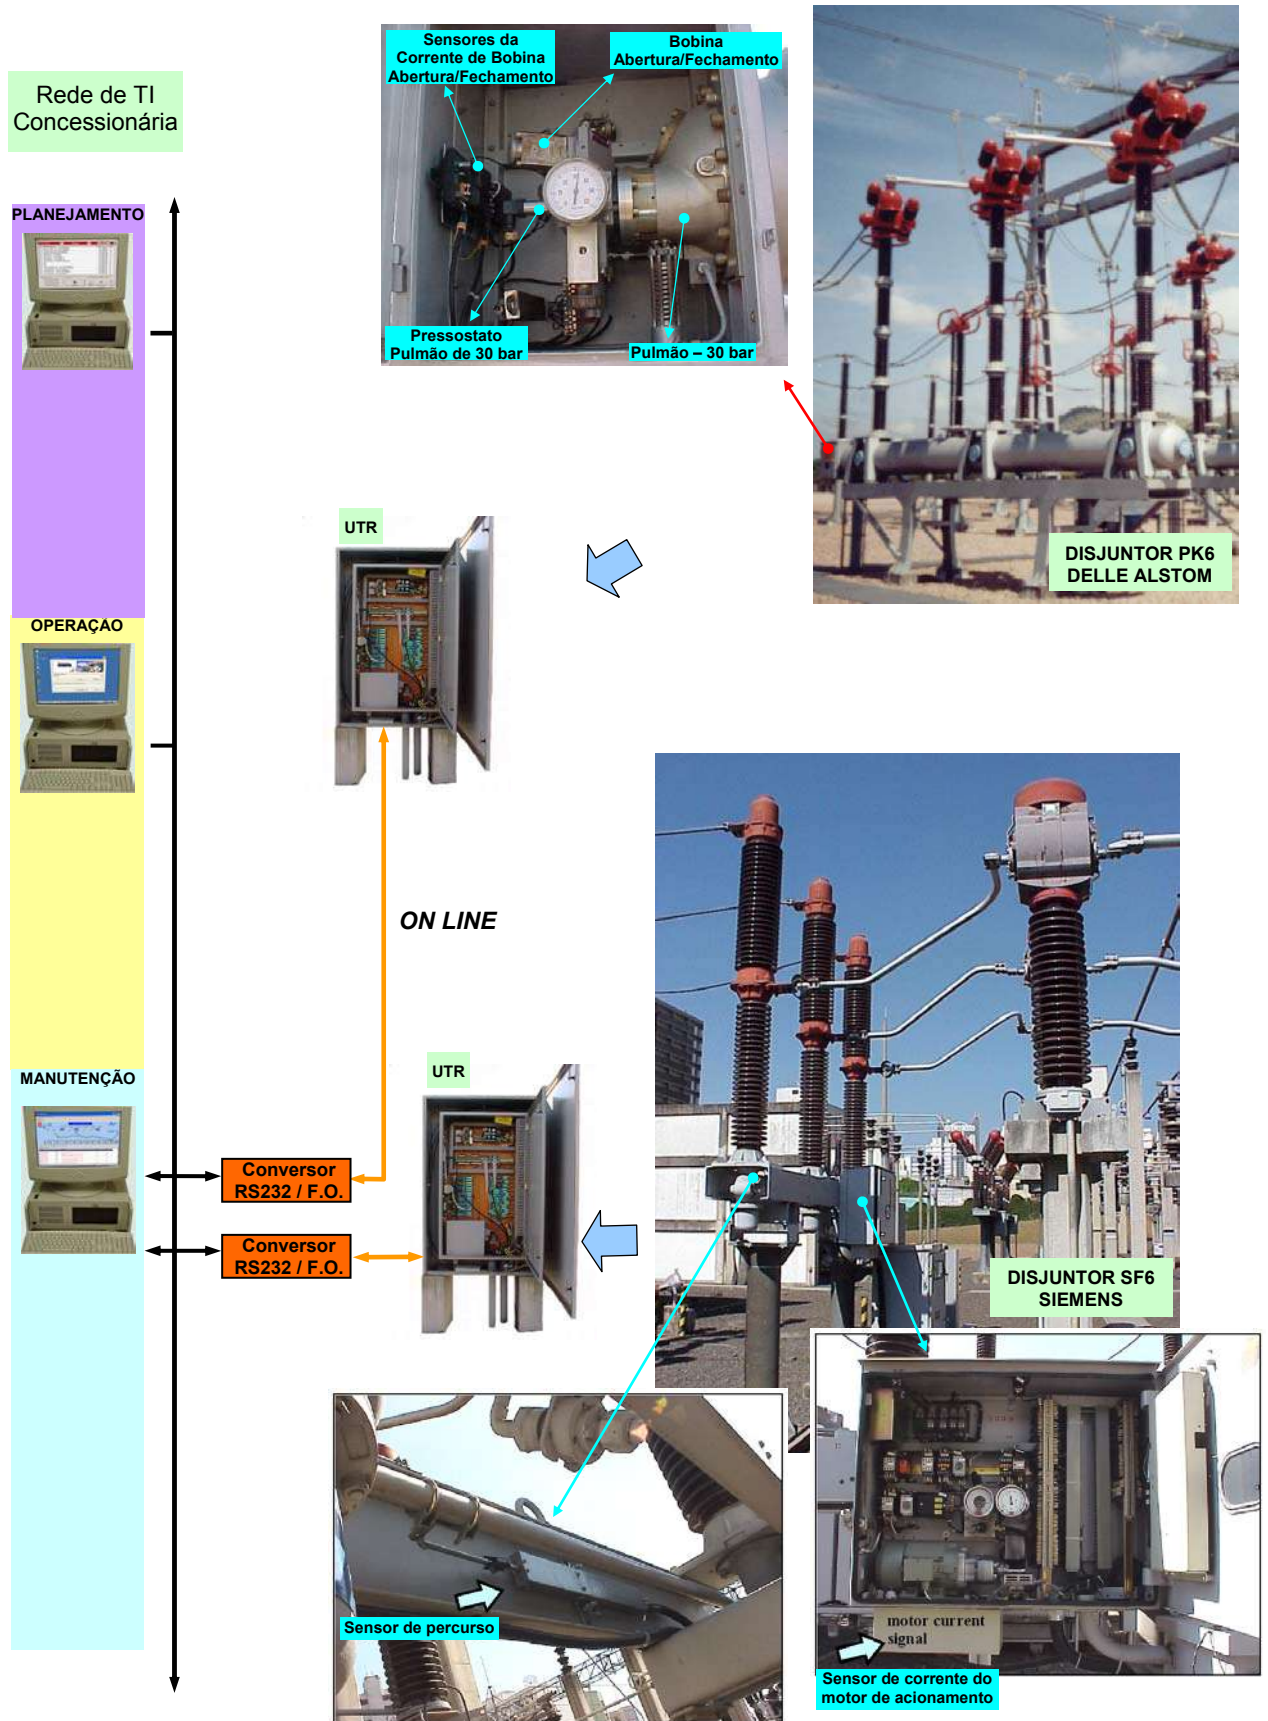 Rede de TI
Concessionária
Sensores da
Corrente de Bobina
Abertura/Fechamento
Bobina
Abertura/Fechamento
Pressostato
Pulmão de 30 bar
Pulmão – 30 bar
PLANEJAMENTO
UTR
DISJUNTOR PK6
DELLE ALSTOM
OPERAÇÃO
ON LINE
MANUTENÇÃO
UTR
Conversor
RS232 / F.O.
Conversor
RS232 / F.O.
DISJUNTOR SF6
SIEMENS
Sensor de percurso
motor current
signal
Sensor de corrente do
motor de acionamento